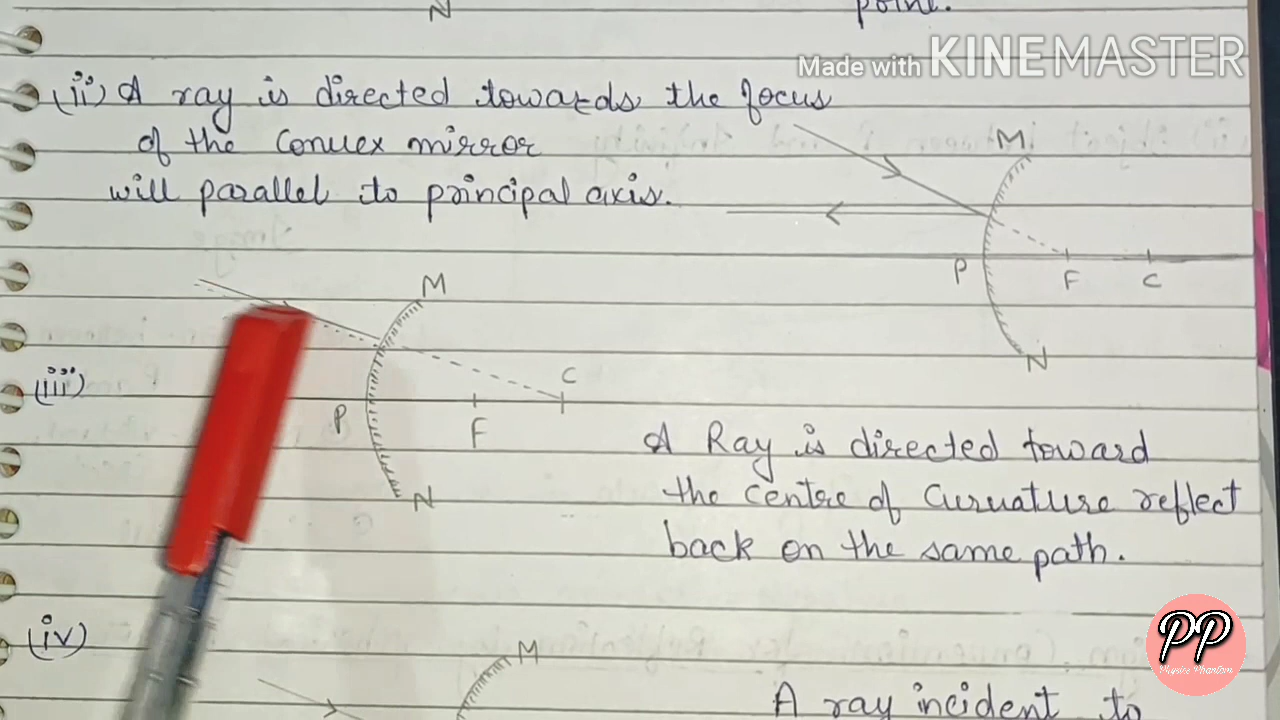 N
point.
Made with KINEMASTER
(ii) A ray is directed towards the focus
of the Convex mirror
will parallel to principal axis.
M
P
F
C
N
M
(iii)
C
P
F
N
A Ray is directed toward
the centre of Curvature reflect
back on the same path.
(iv)
M
A ray incident to
PP
Physics Phantom